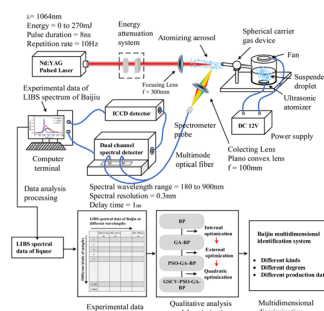 λ= 1064nm
Energy = 0 to 270mJ
Pulse duration = 8ns
Repetition rate = 10Hz
Energy
attenuation
system
Atomizing aerosol
Spherical carrier
gas device
Fan
Nd:YAG
Pulsed Laser
Suspende
droplet
Ultrasonic
atomizer
Focusing Lens
f = 300mm
Experimental data of
LIBS spectrum of Baijiu
ICCD detector
Spectrometer
probe
DC 12V
Power supply
Dual channel
spectral detector
Multimode
optical fiber
Colecting Lens
Plano convex lens
f = 100mm
Computer
terminal
Spectral wavelength range = 180 to 900nm
Spectral resolution = 0.3nm
Data analysis
processing
LIBS spectral
data of liquor
LIBS spectral data of Baijiu at
different wavelengths
Different kinds of samples
BP
GA-BP
PSO-GA-
BP
GSCV-PSO-GA-
BP
Internal
optimization
External
optimization
Quadratic
optimization
Baijiu multidimensional
identification system
• Different kinds
• Different degrees
• Different production dat
Experimental data
Qualitative analysis
Multidimensional